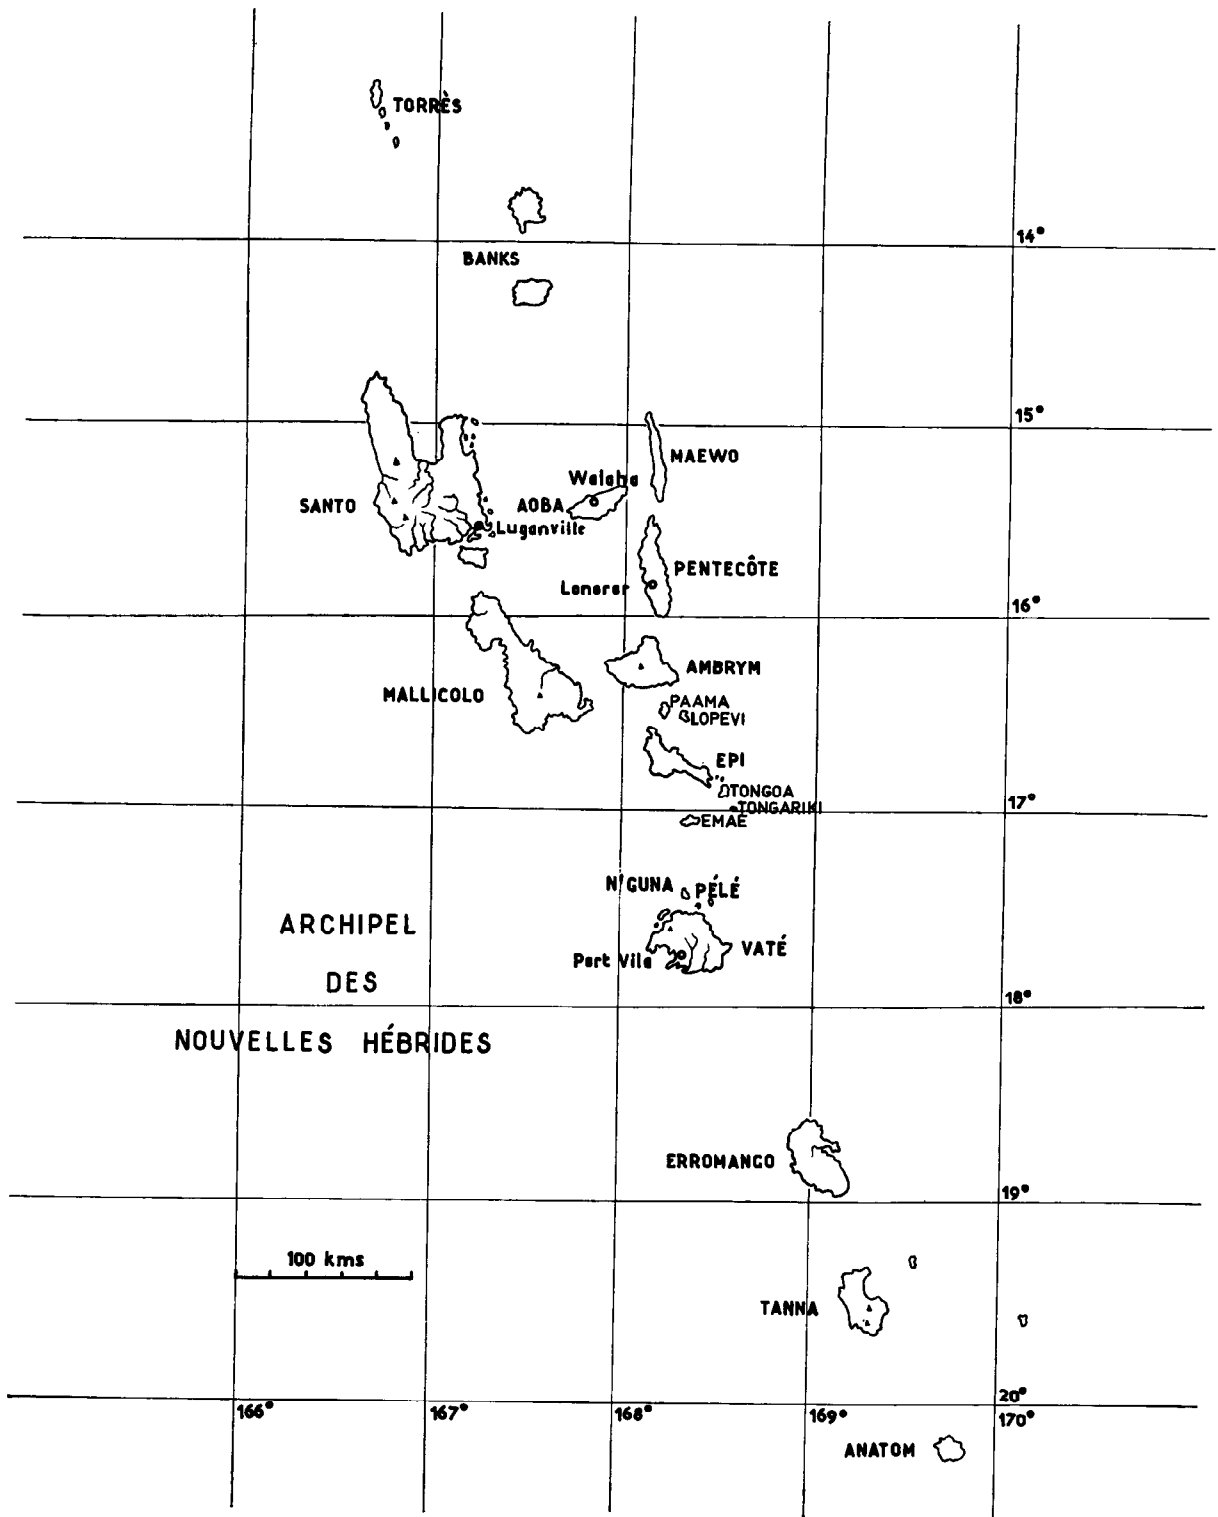 TORRÈS
14°
BANKS
15°
MAEWO
Walaha
SANTO
AOBA
Luganville
PENTECÔTE
Lonoror
16°
AMBRYM
MALLICOLO
PAAMA
LOPEVI
EPI
TONGOA
17°
TONGARIKI
EMAE
N'GUNA
PÉLÉ
ARCHIPEL
VATÉ
Port Vila
DES
18°
NOUVELLES HÉBRIDES
ERROMANGO
19°
100 kms
TANNA
20°
166° 167° 168° 169° 170°
ANATOM